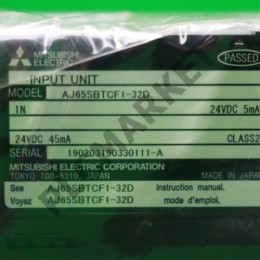 MITSUBISHI
ELECTRIC
PASSED
INPUT UNIT
MODEL AJ65SBTCF1-32D
IN 24VDC 5mA
24VDC 45mA CLASS2
SERIAL 190203190330111-A
MITSUBISHI ELECTRIC CORPORATION
TOKYO 100-8310, JAPAN MADE IN JAPAN
See AJ65SBTCF1-32D instruction manual.
Voyez AJ65SBTCF1-32D mode d'emploi.